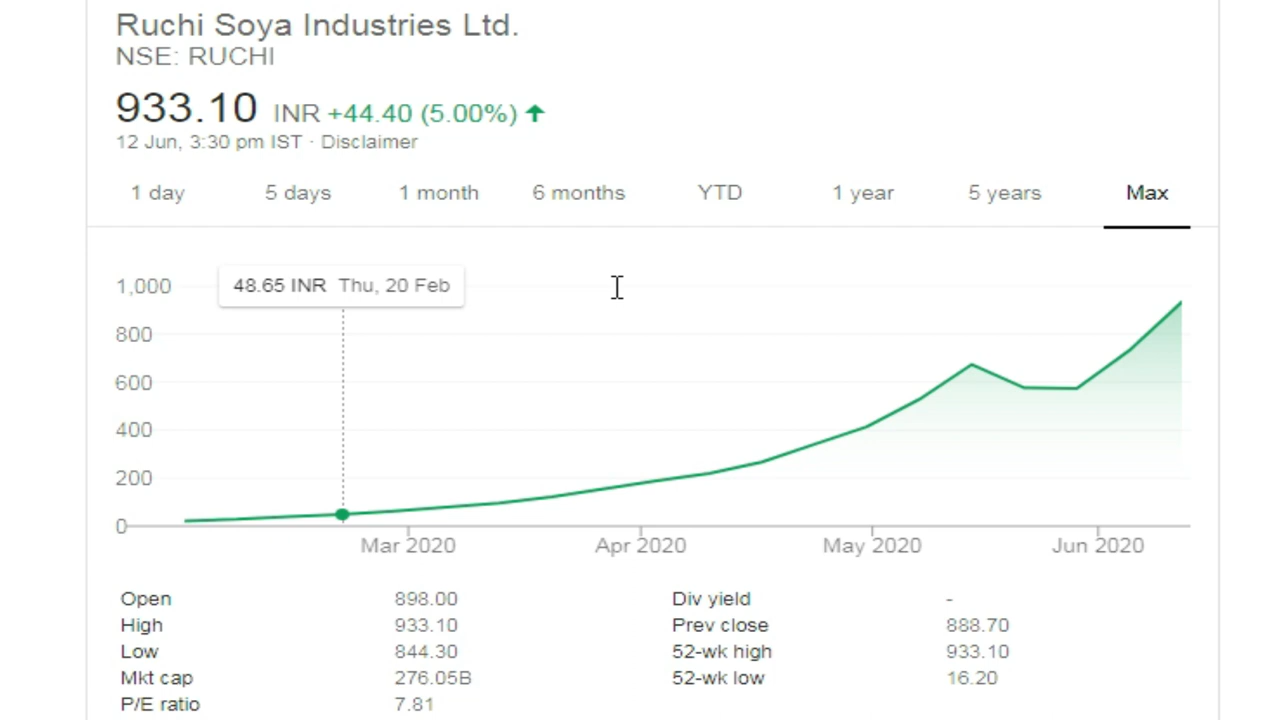 Ruchi Soya Industries Ltd.
NSE: RUCHI
933.10 INR +44.40 (5.00%)
12 Jun, 3:30 pm IST · Disclaimer
1 day 5 days 1 month 6 months YTD 1 year 5 years Max
48.65 INR Thu, 20 Feb
1,000
800
600
400
200
0
Mar 2020 Apr 2020 May 2020 Jun 2020
Open 898.00 Div yield -
High 933.10 Prev close 888.70
Low 844.30 52-wk high 933.10
Mkt cap 276.05B 52-wk low 16.20
P/E ratio 7.81